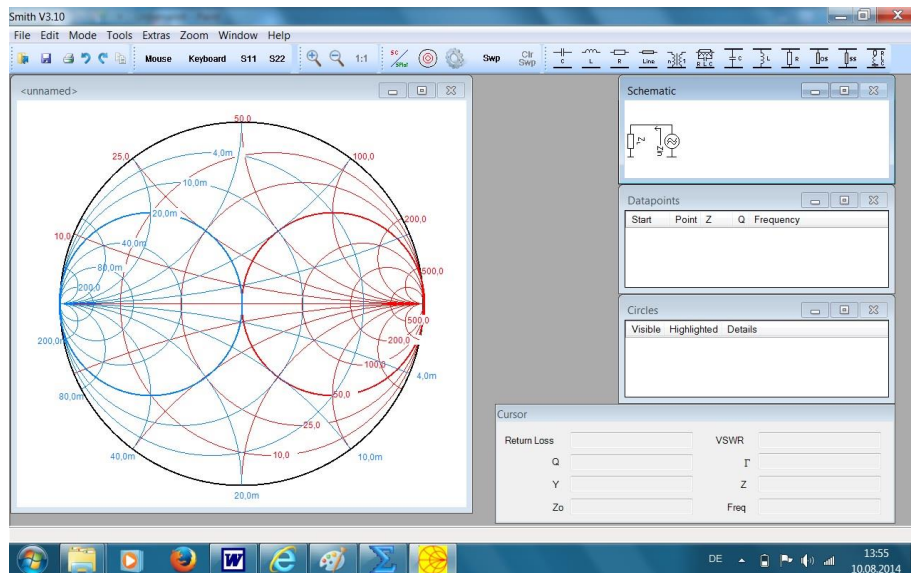 Smith V3.10
File Edit Mode Tools Extras Zoom Window Help
Mouse Keyboard S11 S22 1:1 Swp Clr Swp C L R Line R L C C L R
<unnamed>
50,0
25,0 4,0m 100,0
10,0m
20,0m 200,0
10,0 40,0m
80,0m 500,0
200,0
500,0
200,0m 200,0
100,0 4,0m
80,0m 50,0
25,0
40,0m 10,0 10,0m
20,0m
Schematic
Zin
Datapoints
Start Point Z Q Frequency
Circles
Visible Highlighted Details
Cursor
Return Loss VSWR
Q Γ
Y Z
Zo Freq
DE 13:55
10.08.2014